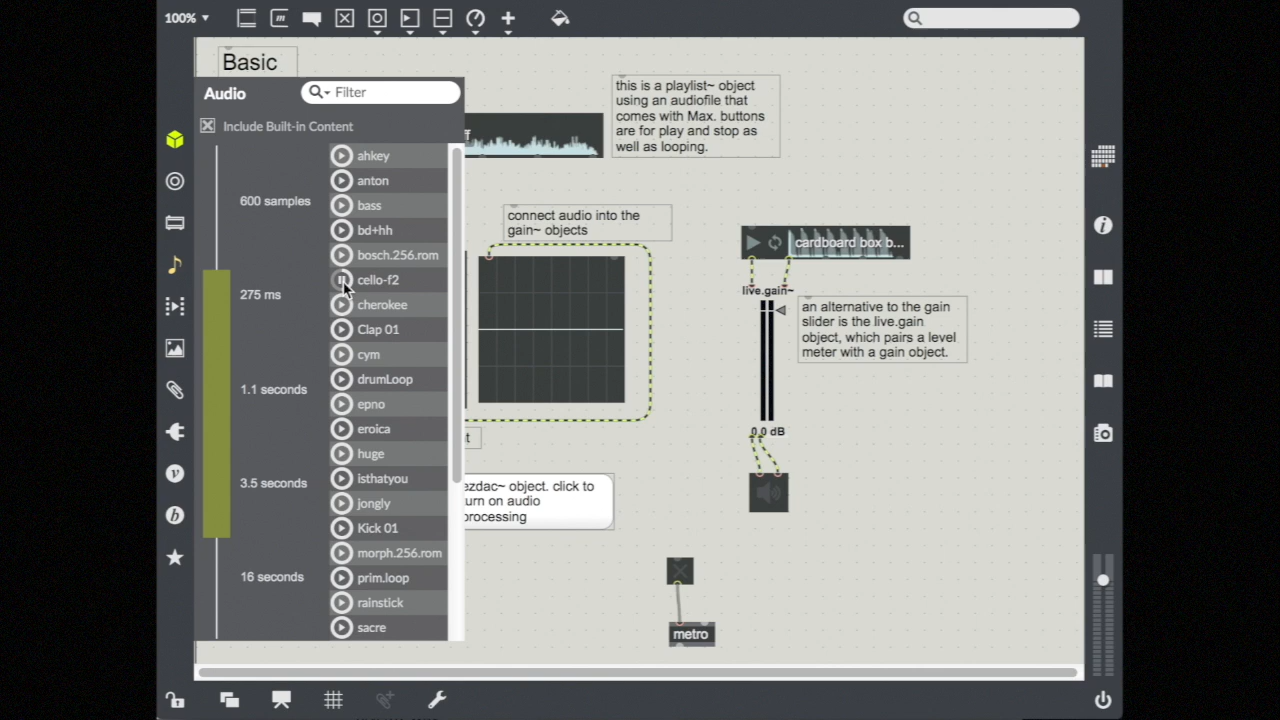 100%
Basic
Audio
Filter
Include Built-in Content
600 samples
275 ms
1.1 seconds
3.5 seconds
16 seconds
ahkey
anton
bass
bd+hh
bosch.256.rom
cello-f2
cherokee
Clap 01
cym
drumLoop
epno
eroica
huge
isthatyou
jongly
Kick 01
morph.256.rom
prim.loop
rainstick
sacre
this is a playlist~ object
using an audiofile that
comes with Max. buttons
are for play and stop as
well as looping.
connect audio into the
gain~ objects
cardboard box b...
live.gain~
an alternative to the gain
slider is the live.gain
object, which pairs a level
meter with a gain object.
0.0 dB
ezdac~ object. click to
turn on audio
processing
metro